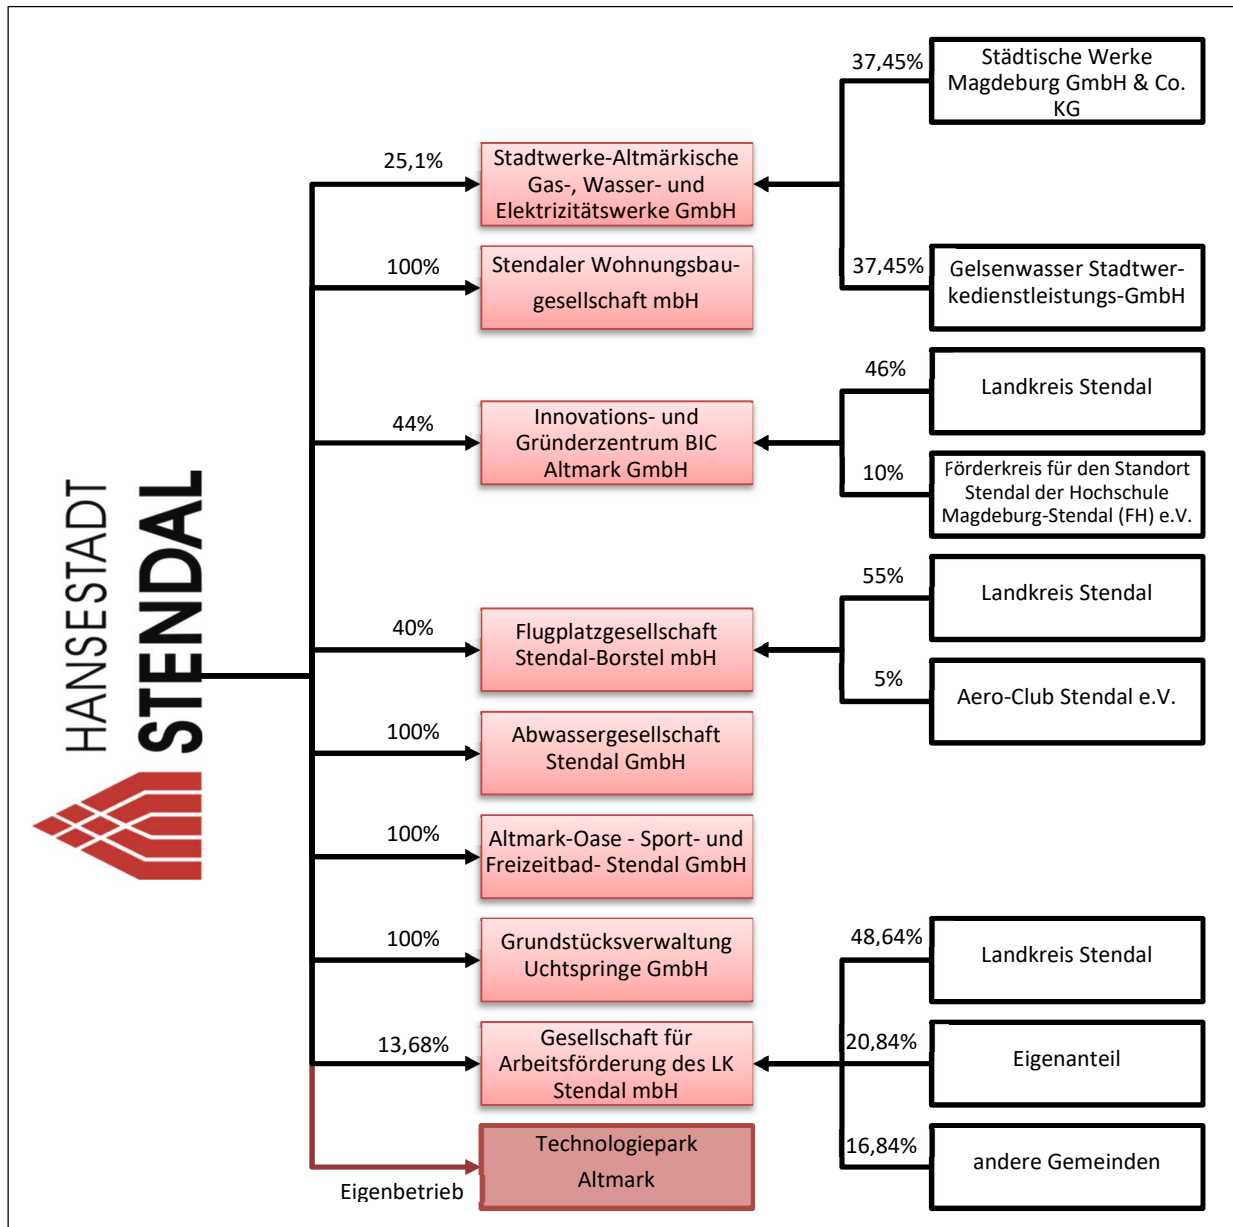 HANSESTADT
STENDAL
25,1%
Stadtwerke-Altmärkische
Gas-, Wasser- und
Elektrizitätswerke GmbH
37,45%
Städtische Werke
Magdeburg GmbH & Co.
KG
37,45%
Gelsenwasser Stadtwer-
kedienstleistungs-GmbH
100%
Stendaler Wohnungsbau-
gesellschaft mbH
44%
Innovations- und
Gründerzentrum BIC
Altmark GmbH
46%
Landkreis Stendal
10%
Förderkreis für den Standort
Stendal der Hochschule
Magdeburg-Stendal (FH) e.V.
40%
Flugplatzgesellschaft
Stendal-Borstel mbH
55%
Landkreis Stendal
5%
Aero-Club Stendal e.V.
100%
Abwassergesellschaft
Stendal GmbH
100%
Altmark-Oase - Sport- und
Freizeitbad- Stendal GmbH
100%
Grundstücksverwaltung
Uchtspringe GmbH
13,68%
Gesellschaft für
Arbeitsförderung des LK
Stendal mbH
48,64%
Landkreis Stendal
20,84%
Eigenanteil
16,84%
andere Gemeinden
Eigenbetrieb
Technologiepark
Altmark